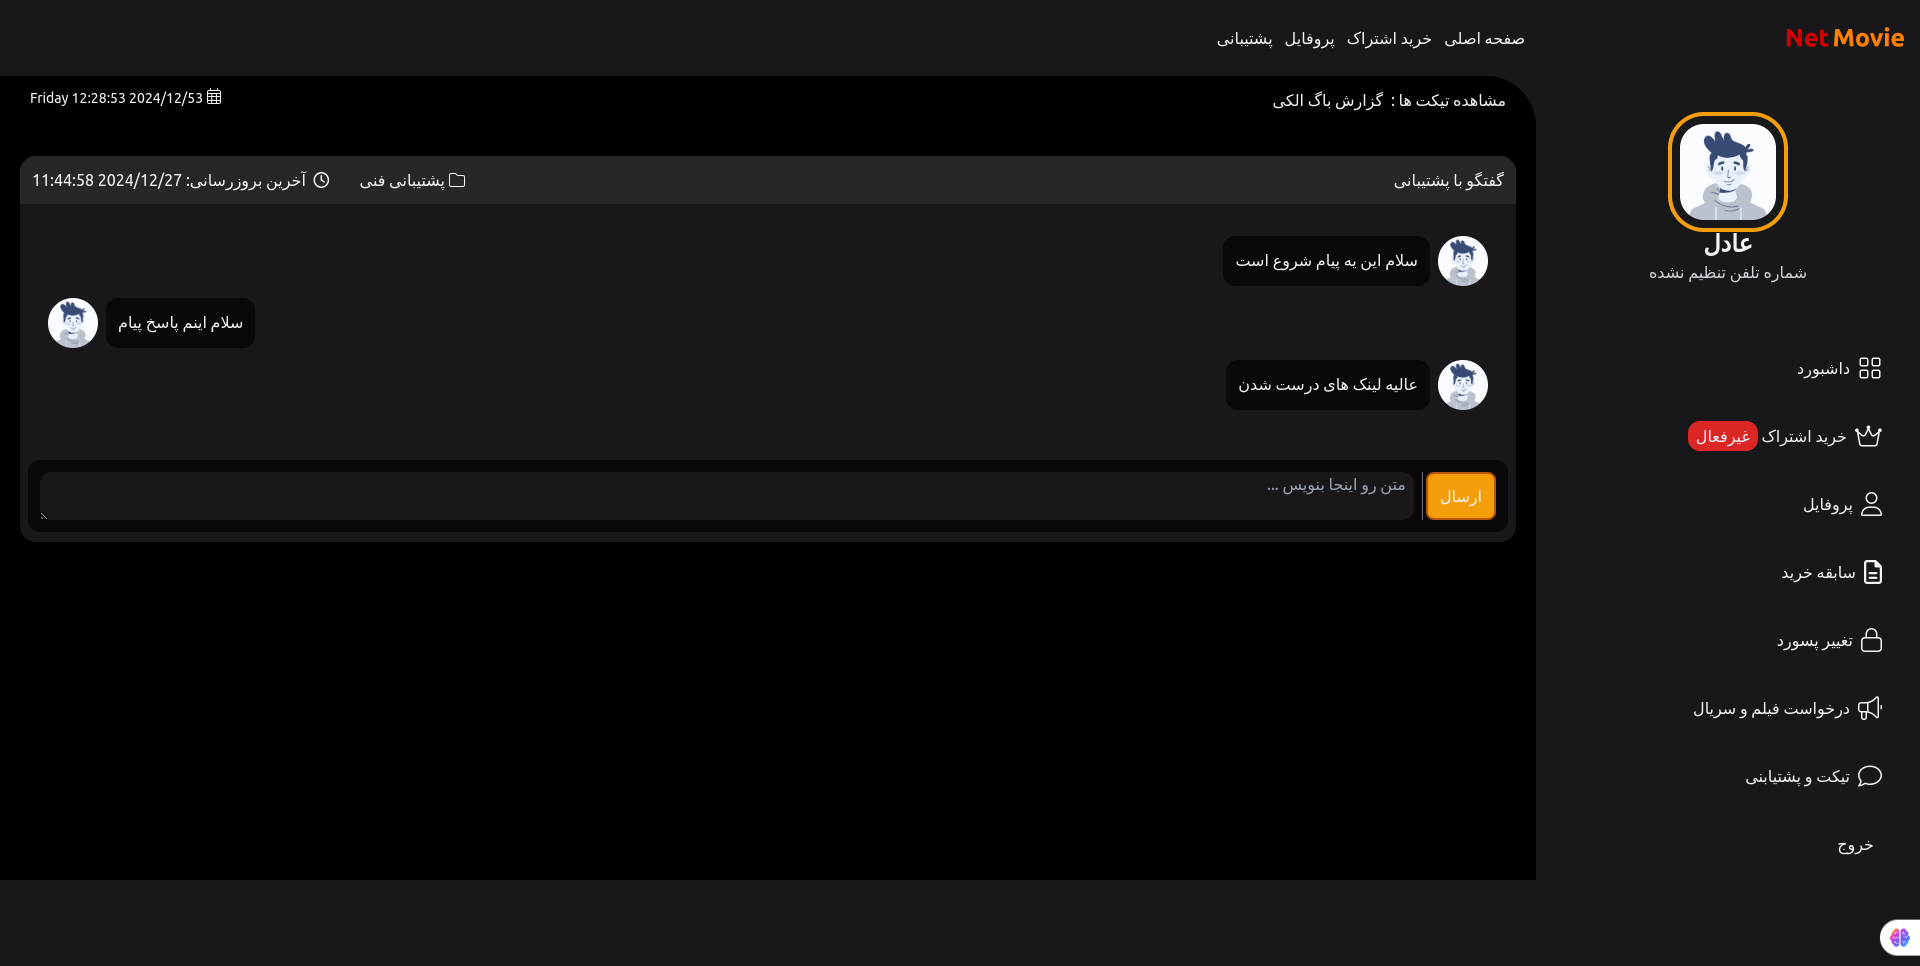 Net Movie
صفحه اصلی خرید اشتراک پروفایل پشتیبانی
عادل
شماره تلفن تنظیم نشده
داشبورد
خرید اشتراک غیرفعال
پروفایل
سابقه خرید
تغییر پسورد
درخواست فیلم و سریال
تیکت و پشتیابنی
خروج
مشاهده تیکت ها : گزارش باگ الکی
Friday 12:28:53 2024/12/53
گفتگو با پشتیبانی
پشتیبانی فنی
آخرین بروزرسانی: 2024/12/27 11:44:58
سلام این یه پیام شروع است
سلام اینم پاسخ پیام
عالیه لینک های درست شدن
ارسال
متن رو اینجا بنویس ...